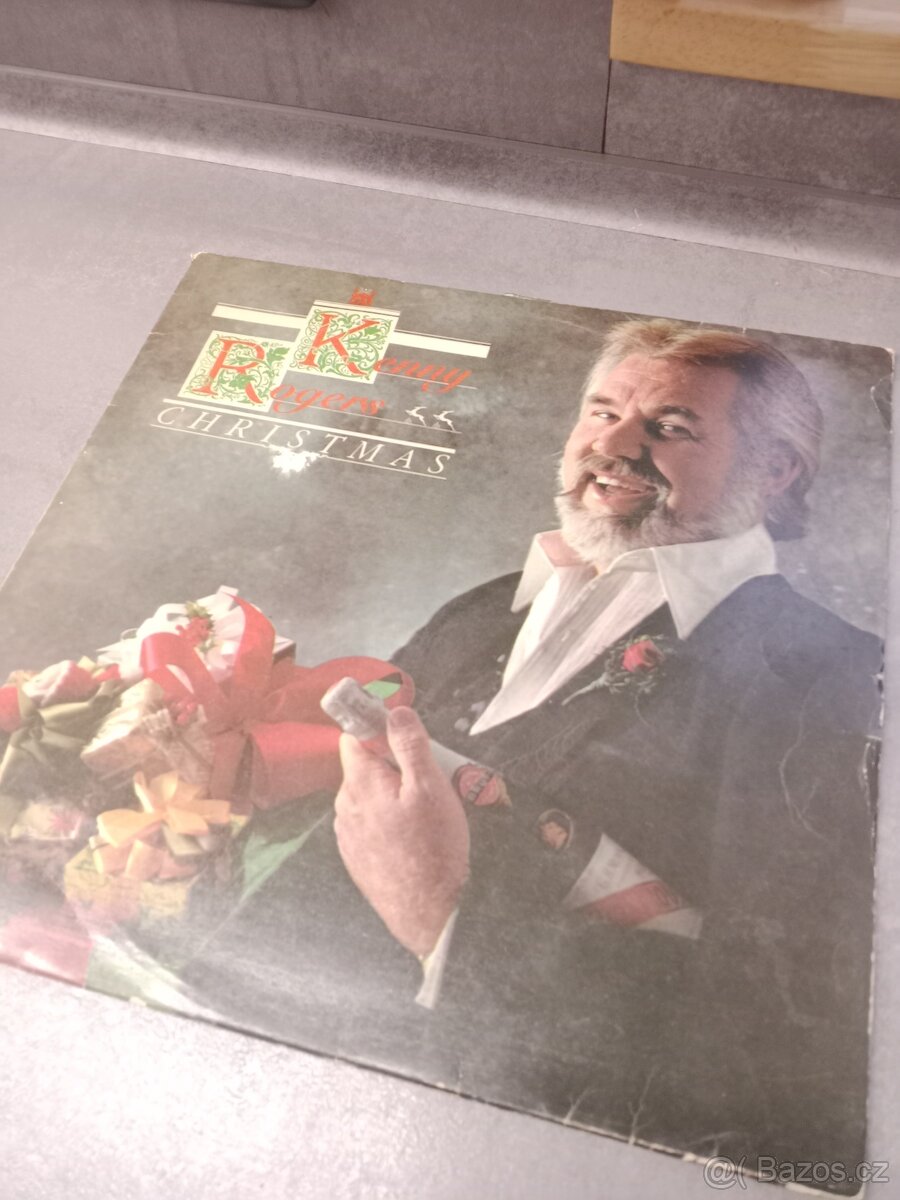 Kenny
Rogers
CHRISTMAS
@( Bazos.cz